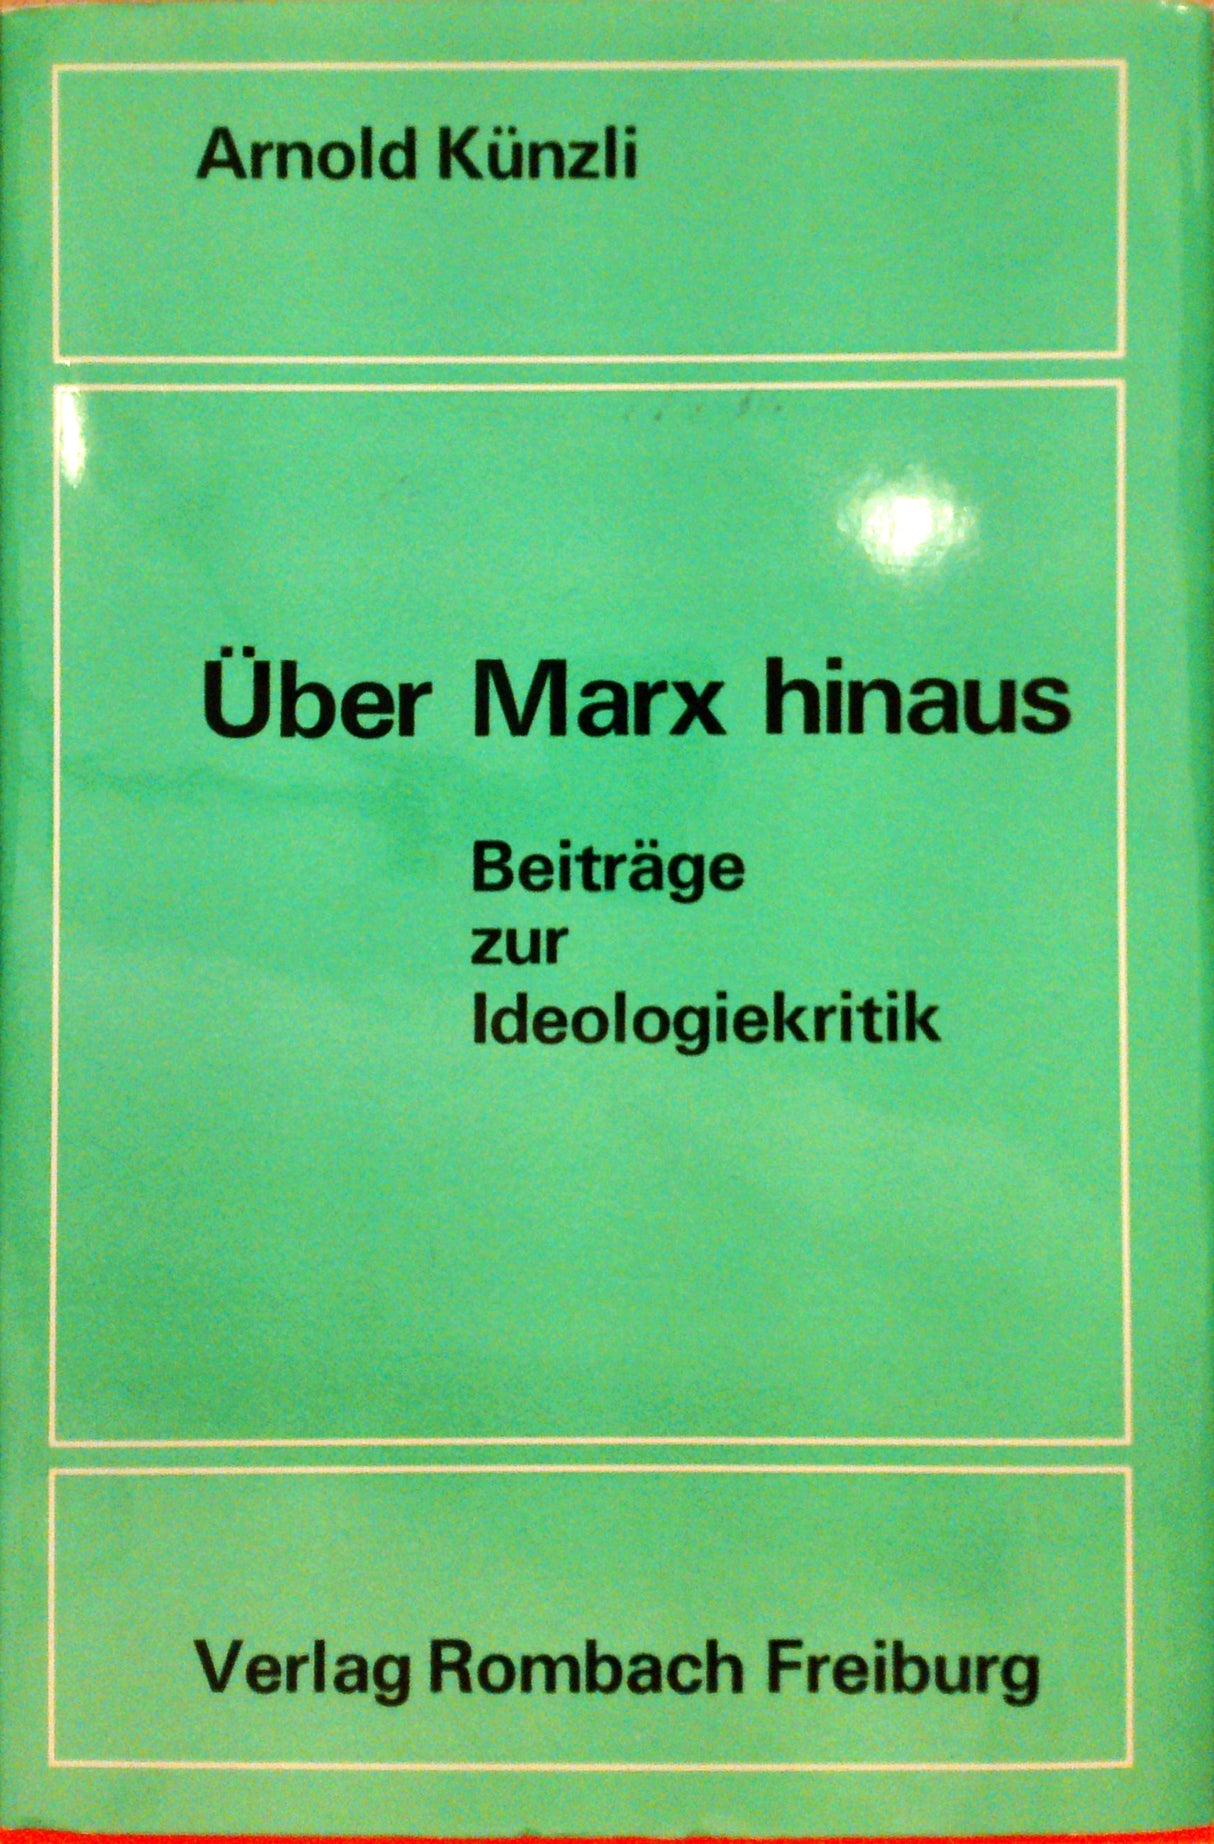 Arnold Künzli
Über Marx hinaus
Beiträge
zur
Ideologiekritik
Verlag Rombach Freiburg